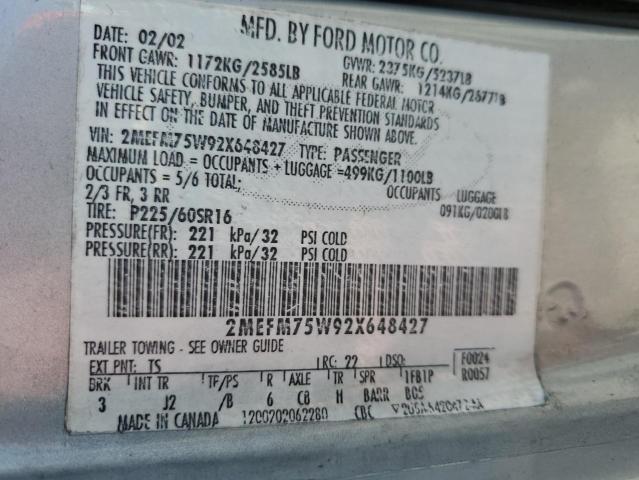 MFD. BY FORD MOTOR CO.
DATE: 02/02 GVWR: 2375KG/5237LB
FRONT GAWR: 1172KG/2585LB REAR GAWR: 1214KG/2677LB
THIS VEHICLE CONFORMS TO ALL APPLICABLE FEDERAL MOTOR
VEHICLE SAFETY, BUMPER, AND THEFT PREVENTION STANDARDS
IN EFFECT ON THE DATE OF MANUFACTURE SHOWN ABOVE.
VIN: 2MEFM75W92X648427 TYPE: PASSENGER
MAXIMUM LOAD = OCCUPANTS + LUGGAGE =499KG/1100LB
OCCUPANTS = 5/6 TOTAL; OCCUPANTS LUGGAGE
2/3 FR, 3 RR 091KG/0200LB
TIRE: P225/60SR16
PRESSURE(FR): 221 kPa/32 PSI COLD
PRESSURE(RR): 221 kPa/32 PSI COLD
2MEFM75W92X648427
TRAILER TOWING - SEE OWNER GUIDE
EXT PNT: TS RC: 22 DSO: F0024
BRK INT TR TF/PS R AXLE TR SPR R0057
3 J2 /B 6 C8 H BABR
MADE IN CANADA 1200202062280 CBC